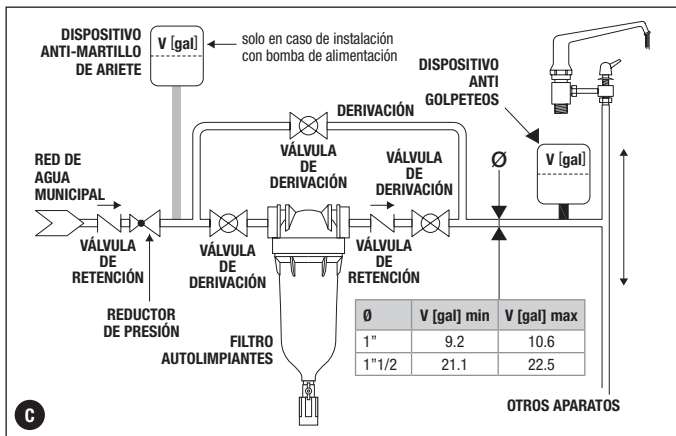 DISPOSITIVO
ANTI-MARTILLO
DE ARIETE
V [gal]
solo en caso de instalación
con bomba de alimentación
DISPOSITIVO
ANTI
GOLPETEOS
V [gal]
DERIVACIÓN
VÁLVULA
DE
DERIVACIÓN
VÁLVULA
DE
DERIVACIÓN
Ø
RED DE
AGUA
MUNICIPAL
VÁLVULA
DE
RETENCIÓN
VÁLVULA
DE
DERIVACIÓN
VÁLVULA
DE
RETENCIÓN
REDUCTOR
DE PRESIÓN
FILTRO
AUTOLIMPIANTES
Ø V [gal] min V [gal] max
1" 9.2 10.6
1"1/2 21.1 22.5
OTROS APARATOS
C